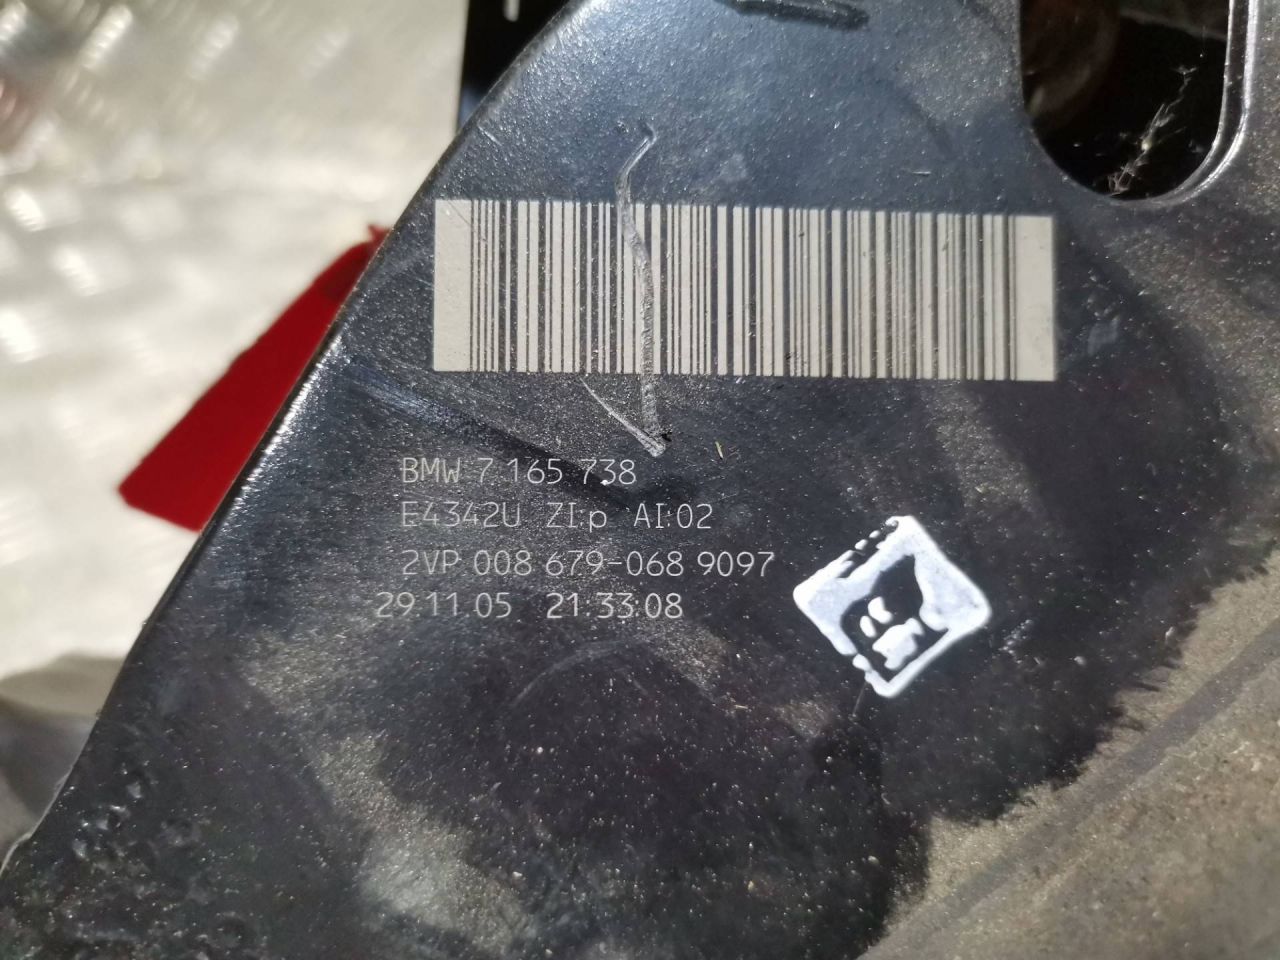 BMW 7 165 738
E4342U ZI.p AI:02
2VP 008 679-068 9097
29.11.05 21:33:08